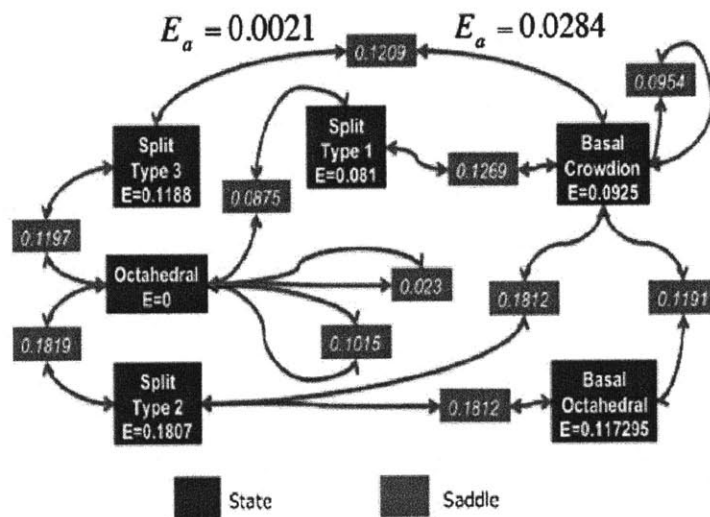 E_a = 0.0021
E_a = 0.0284
0.1209
0.0954
Split
Type 3
E=0.1188
Split
Type 1
E=0.081
Basal
Crowdion
E=0.0925
0.1269
0.0875
0.1197
Octahedral
E=0
0.023
0.1812
0.1191
0.1819
0.1015
Split
Type 2
E=0.1807
0.1812
Basal
Octahedral
E=0.117295
State
Saddle